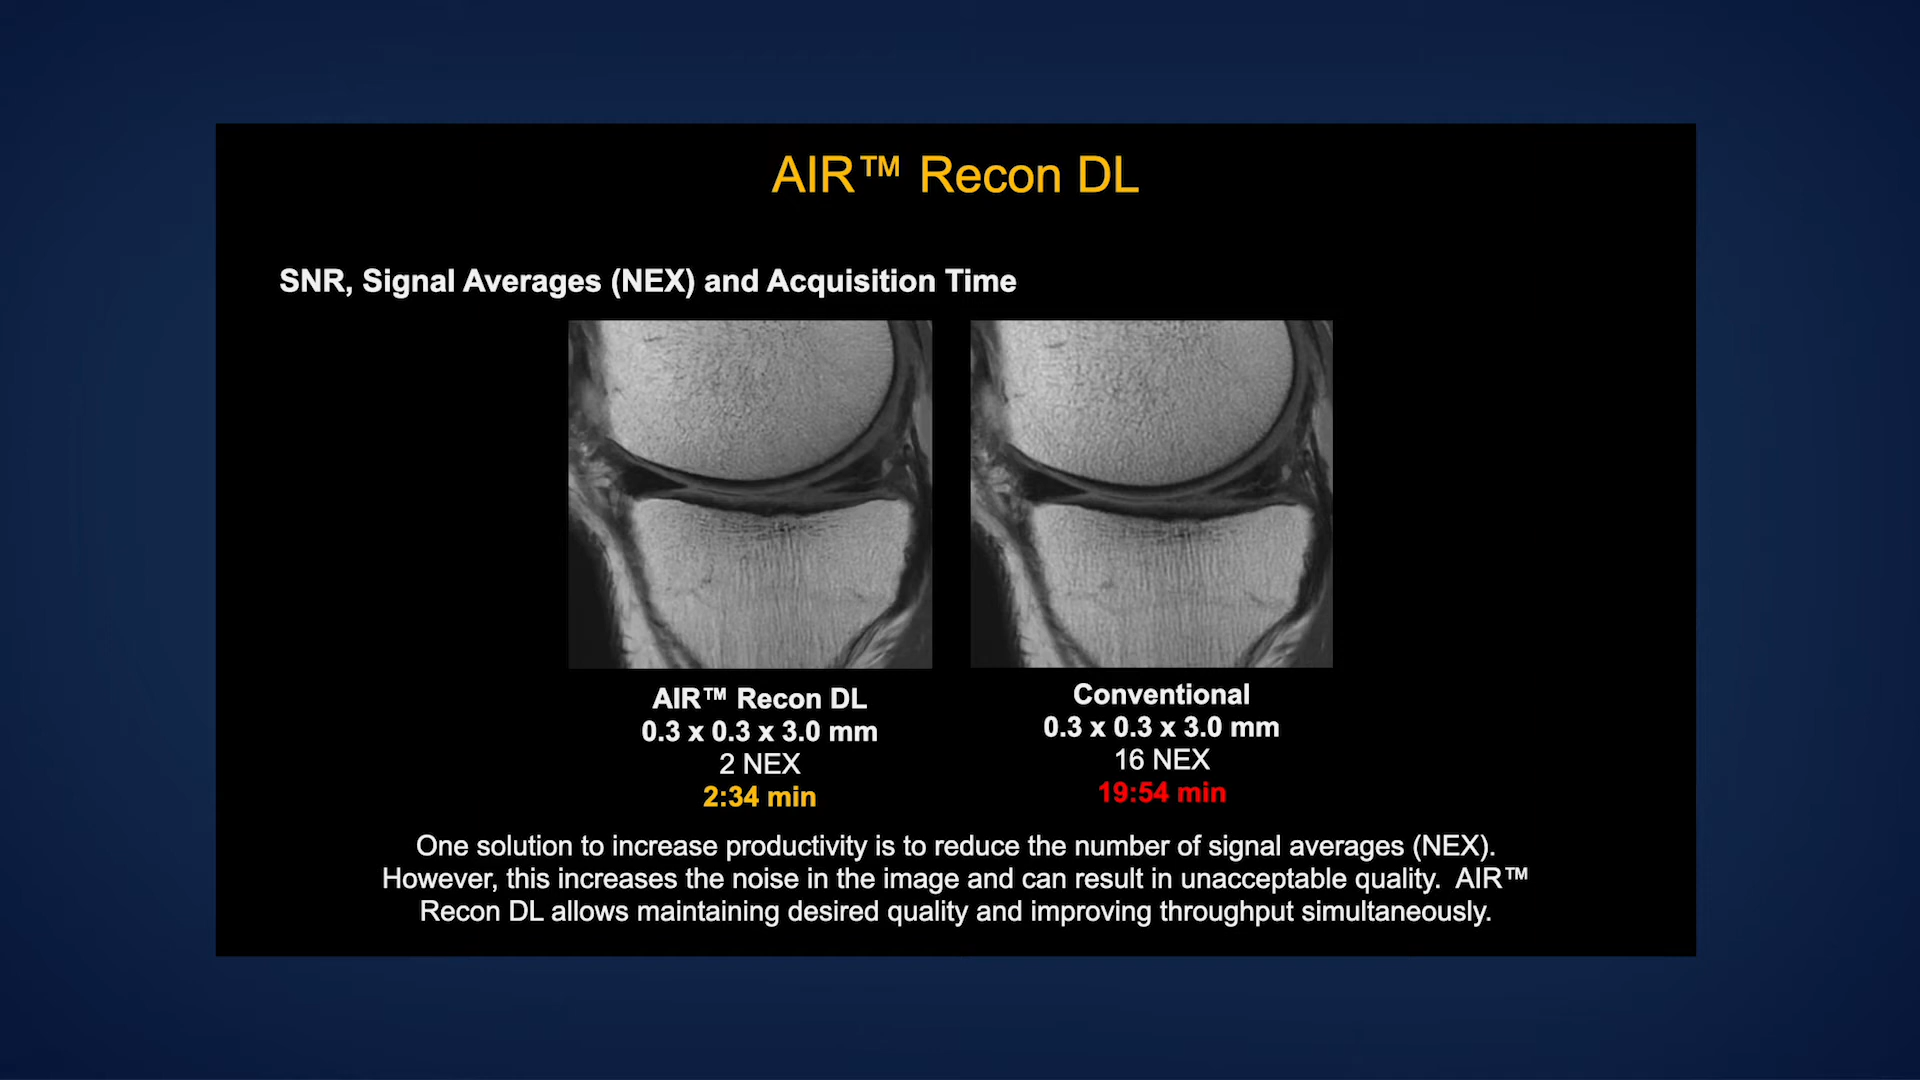 AIR™ Recon DL
SNR, Signal Averages (NEX) and Acquisition Time
AIR™ Recon DL
0.3 x 0.3 x 3.0 mm
2 NEX
2:34 min
Conventional
0.3 x 0.3 x 3.0 mm
16 NEX
19:54 min
One solution to increase productivity is to reduce the number of signal averages (NEX).
However, this increases the noise in the image and can result in unacceptable quality.  AIR™
Recon DL allows maintaining desired quality and improving throughput simultaneously.